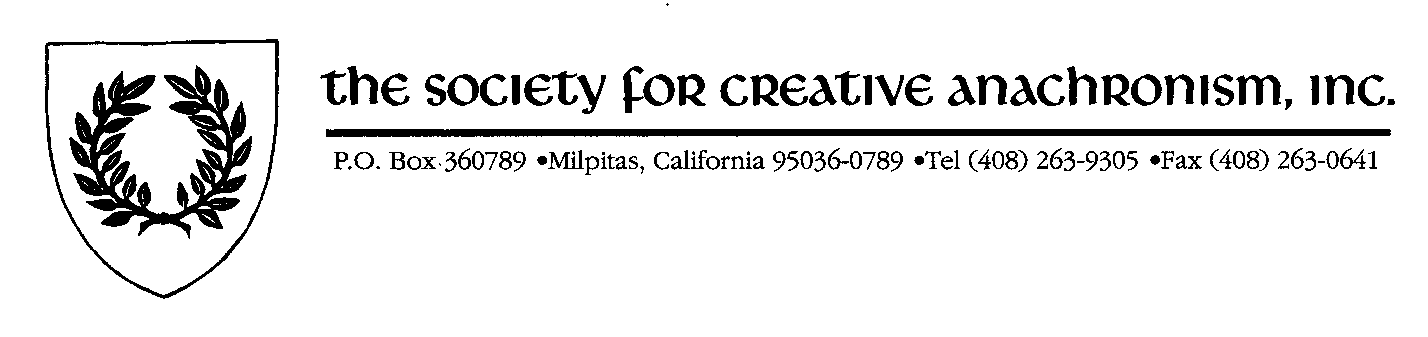 the society for creative anachronism, inc.
P.O. Box 360789 •Milpitas, California 95036-0789 •Tel (408) 263-9305 •Fax (408) 263-0641